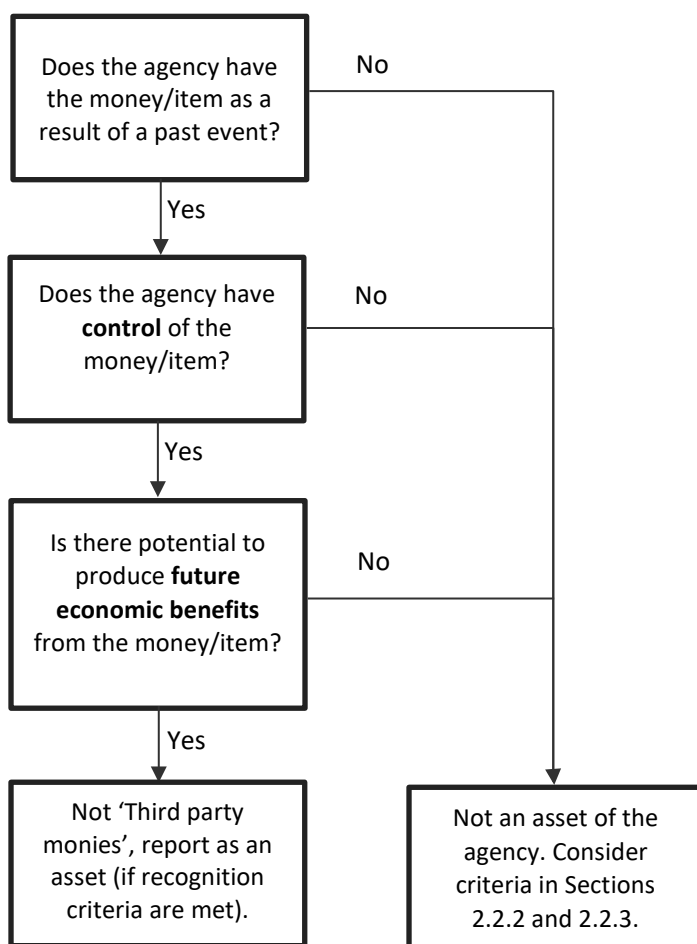 Does the agency have
the money/item as a
result of a past event?
No
Yes
Does the agency have
control of the
money/item?
No
Yes
Is there potential to
produce future
economic benefits
from the money/item?
No
Yes
Not ‘Third party
monies’, report as an
asset (if recognition
criteria are met).
Not an asset of the
agency. Consider
criteria in Sections
2.2.2 and 2.2.3.